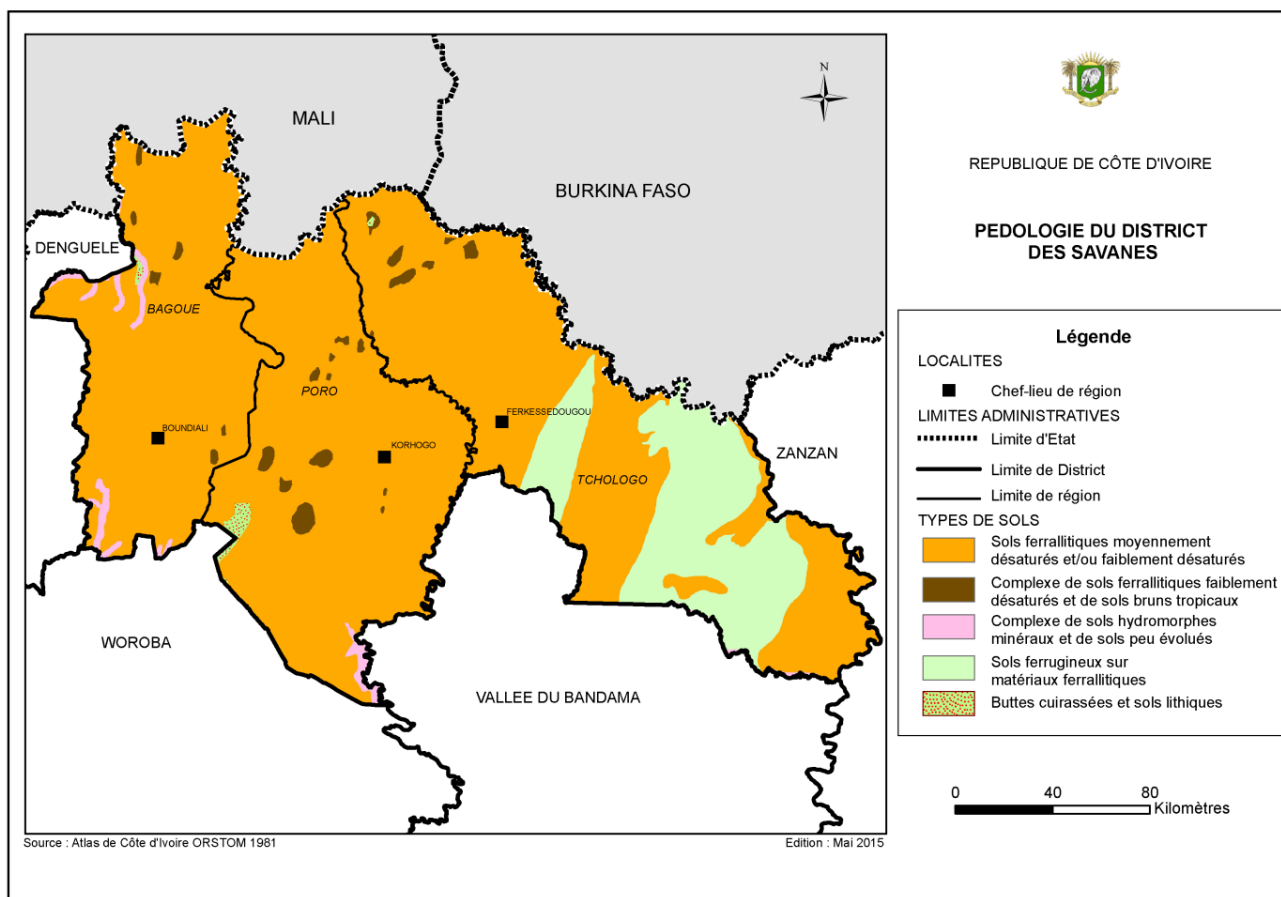 MALI
BURKINA FASO
N
DENGUELE
BAGOUE
PORO
BOUNDIALI
KORHOGO
FERKESSEDOUGOU
TCHOLOGO
ZANZAN
WOROBA
VALLEE DU BANDAMA
Source : Atlas de Côte d'Ivoire ORSTOM 1981
Edition : Mai 2015
REPUBLIQUE DE CÔTE D'IVOIRE
PEDOLOGIE DU DISTRICT
DES SAVANES
Légende
LOCALITES
Chef-lieu de région
LIMITES ADMINISTRATIVES
Limite d'Etat
Limite de District
Limite de région
TYPES DE SOLS
Sols ferrallitiques moyennement
désaturés et/ou faiblement désaturés
Complexe de sols ferrallitiques faiblement
désaturés et de sols bruns tropicaux
Complexe de sols hydromorphes
minéraux et de sols peu évolués
Sols ferrugineux sur
matériaux ferrallitiques
Buttes cuirassées et sols lithiques
0 40 80
Kilomètres